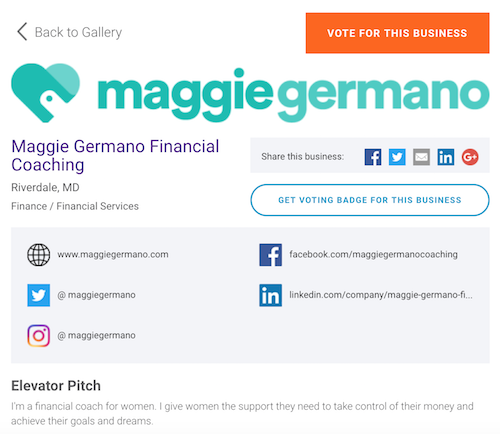 Back to Gallery
VOTE FOR THIS BUSINESS
maggiegermano
Maggie Germano Financial
Coaching
Riverdale, MD
Finance / Financial Services
Share this business:
GET VOTING BADGE FOR THIS BUSINESS
www.maggiegermano.com
facebook.com/maggiegermanocoaching
@ maggiegermano
linkedin.com/company/maggie-germano-fi...
@ maggiegermano
Elevator Pitch
I'm a financial coach for women. I give women the support they need to take control of their money and
achieve their goals and dreams.